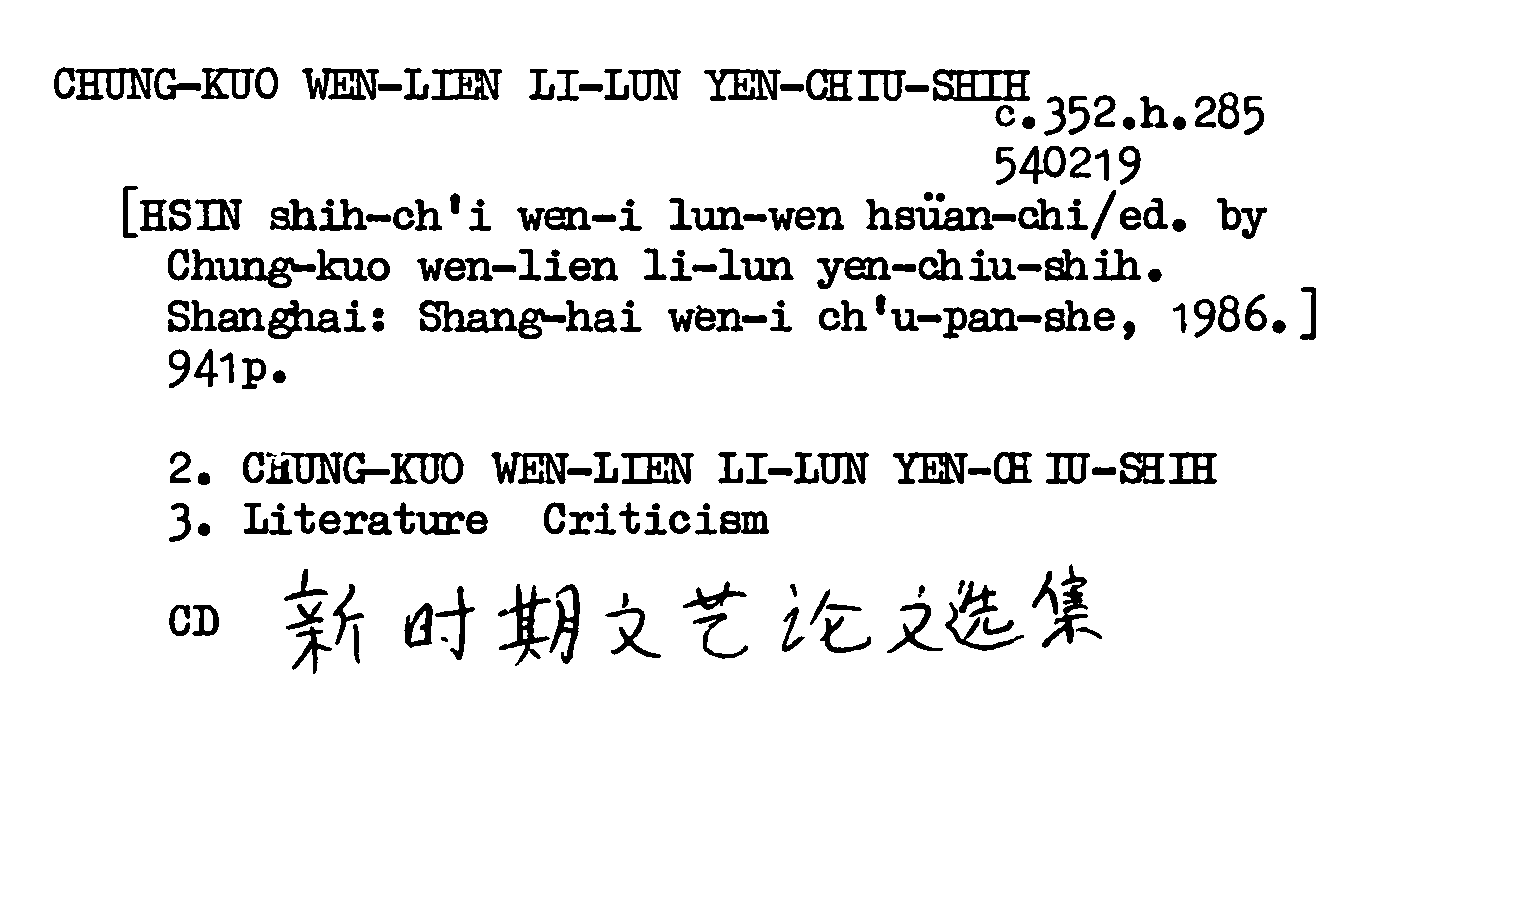 CHUNG-KUO WEN-LIEN LI-LUN YEN-CHIU-SHIH
c.352.h.285
540219
[HSIN shih-ch'i wen-i lun-wen hsüan-chi/ed. by
Chung-kuo wen-lien li-lun yen-chiu-shih.
Shanghai: Shang-hai wen-i ch'u-pan-she, 1986.]
941p.
2. CHUNG-KUO WEN-LIEN LI-LUN YEN-CHIU-SHIH
3. Literature Criticism
CD 新时期文艺论文选集